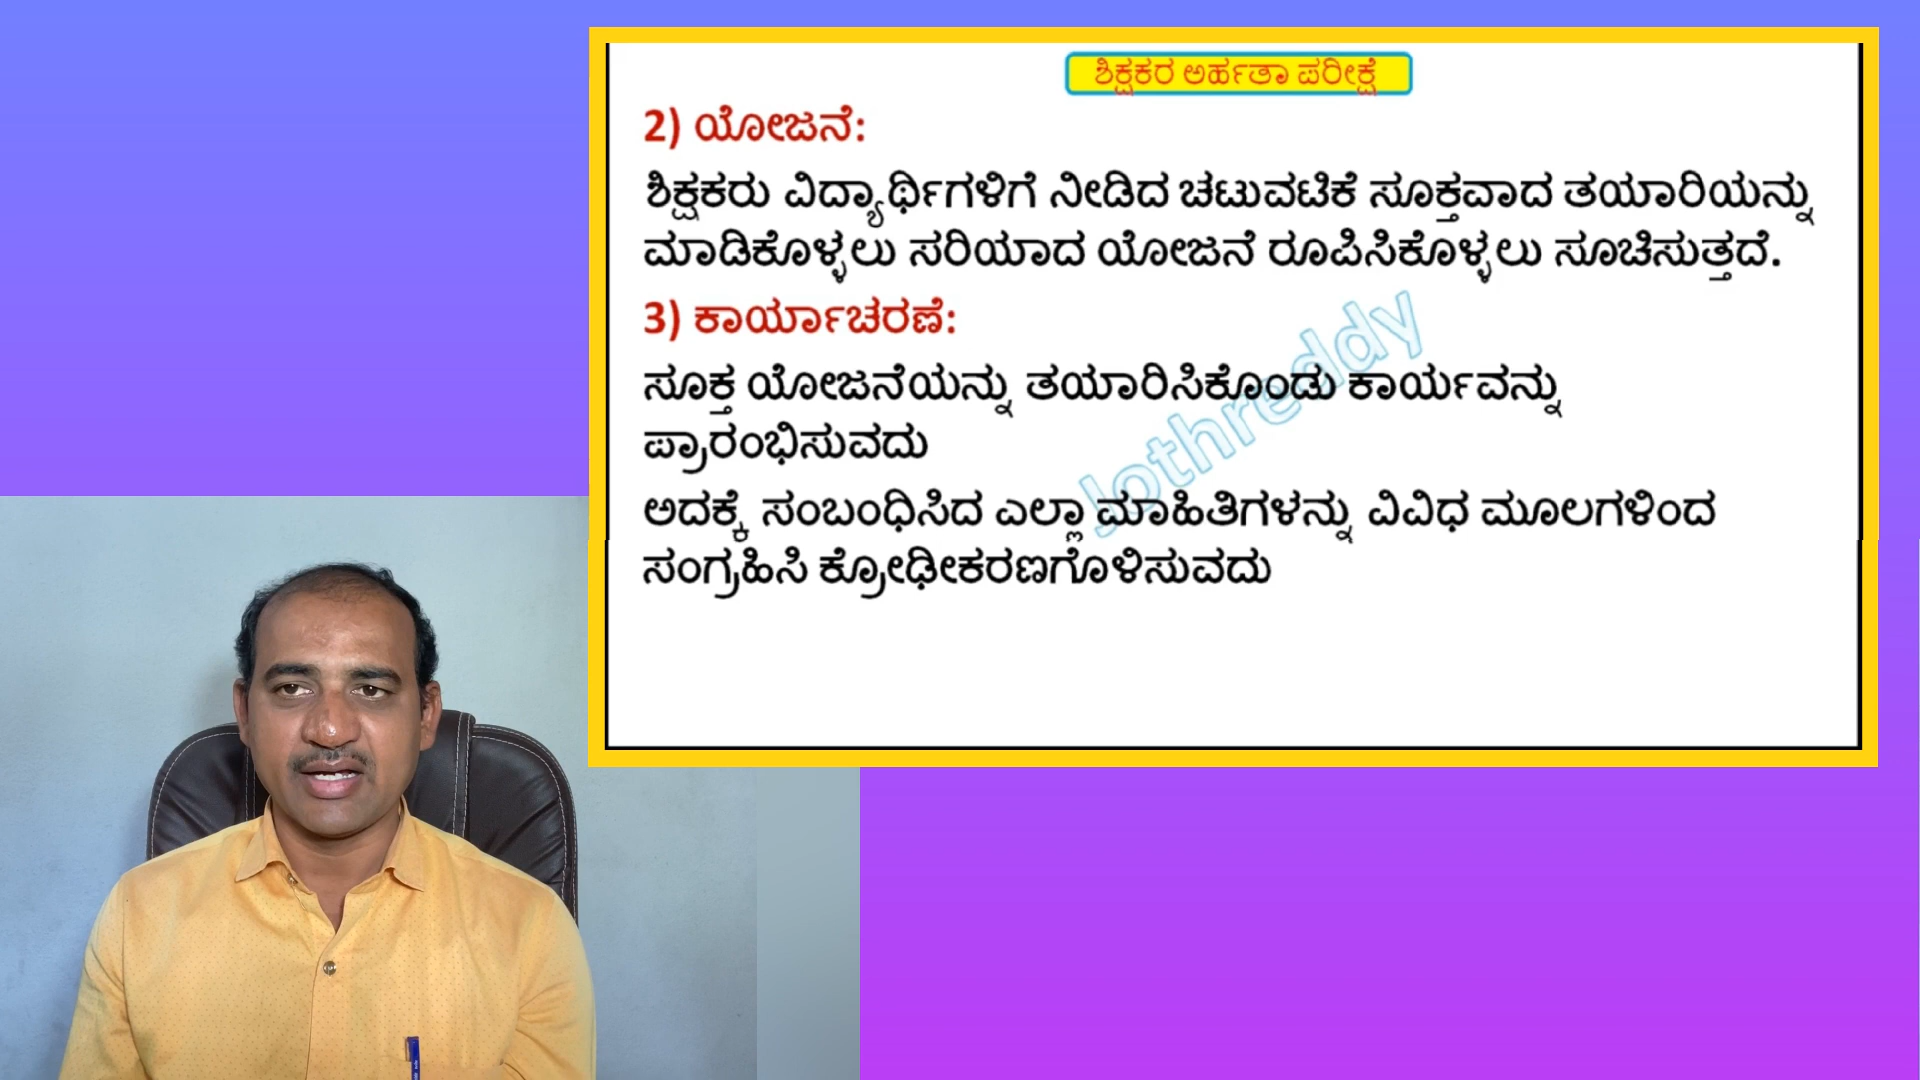 ಶಿಕ್ಷಕರ ಅರ್ಹತಾ ಪರೀಕ್ಷೆ
2) ಯೋಜನೆ:
ಶಿಕ್ಷಕರು ವಿದ್ಯಾರ್ಥಿಗಳಿಗೆ ನೀಡಿದ ಚಟುವಟಿಕೆ ಸೂಕ್ತವಾದ ತಯಾರಿಯನ್ನು
ಮಾಡಿಕೊಳ್ಳಲು ಸರಿಯಾದ ಯೋಜನೆ ರೂಪಿಸಿಕೊಳ್ಳಲು ಸೂಚಿಸುತ್ತದೆ.
3) ಕಾರ್ಯಾಚರಣೆ:
ಸೂಕ್ತ ಯೋಜನೆಯನ್ನು ತಯಾರಿಸಿಕೊಂಡು ಕಾರ್ಯವನ್ನು
ಪ್ರಾರಂಭಿಸುವದು
ಅದಕ್ಕೆ ಸಂಬಂಧಿಸಿದ ಎಲ್ಲಾ ಮಾಹಿತಿಗಳನ್ನು ವಿವಿಧ ಮೂಲಗಳಿಂದ
ಸಂಗ್ರಹಿಸಿ ಕ್ರೋಢೀಕರಣಗೊಳಿಸುವದು
Jothreddy